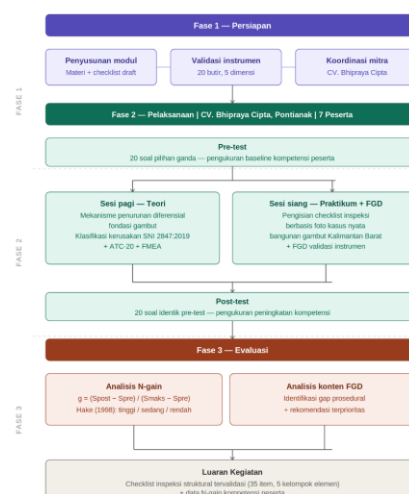 Fase 1 — Persiapan
Penyusunan modul
Materi + checklist draft
Validasi instrumen
20 butir, 5 dimensi
Koordinasi mitra
CV. Bhipraya Cipta
FASE 1
Fase 2 — Pelaksanaan | CV. Bhipraya Cipta, Pontianak | 7 Peserta
Pre-test
20 soal pilihan ganda — pengukuran baseline kompetensi peserta
Sesi pagi — Teori
Mekanisme penurunan diferensial
fondasi gambut
Klasifikasi kerusakan SNI 2847:2019
+ ATC-20 + FMEA
Sesi siang — Praktikum + FGD
Pengisian checklist inspeksi
berbasis foto kasus nyata
bangunan gambut Kalimantan Barat
+ FGD validasi instrumen
FASE 2
Post-test
20 soal identik pre-test — pengukuran peningkatan kompetensi
Fase 3 — Evaluasi
Analisis N-gain
g = (Spost − Spre) / (Smaks − Spre)
Hake (1998): tinggi / sedang / rendah
Analisis konten FGD
Identifikasi gap prosedural
+ rekomendasi terprioritas
FASE 3
Luaran Kegiatan
Checklist inspeksi struktural tervalidasi (35 item, 5 kelompok elemen)
+ data N-gain kompetensi peserta